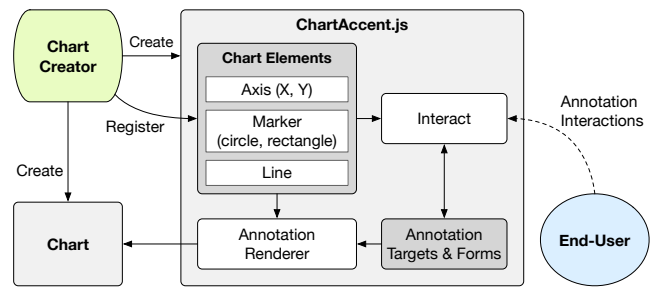 ChartAccent.js
Chart
Creator
Create
Chart Elements
Axis (X, Y)
Marker
(circle, rectangle)
Line
Register
Create
Interact
Annotation
Interactions
Chart
Annotation
Renderer
Annotation
Targets & Forms
End-User